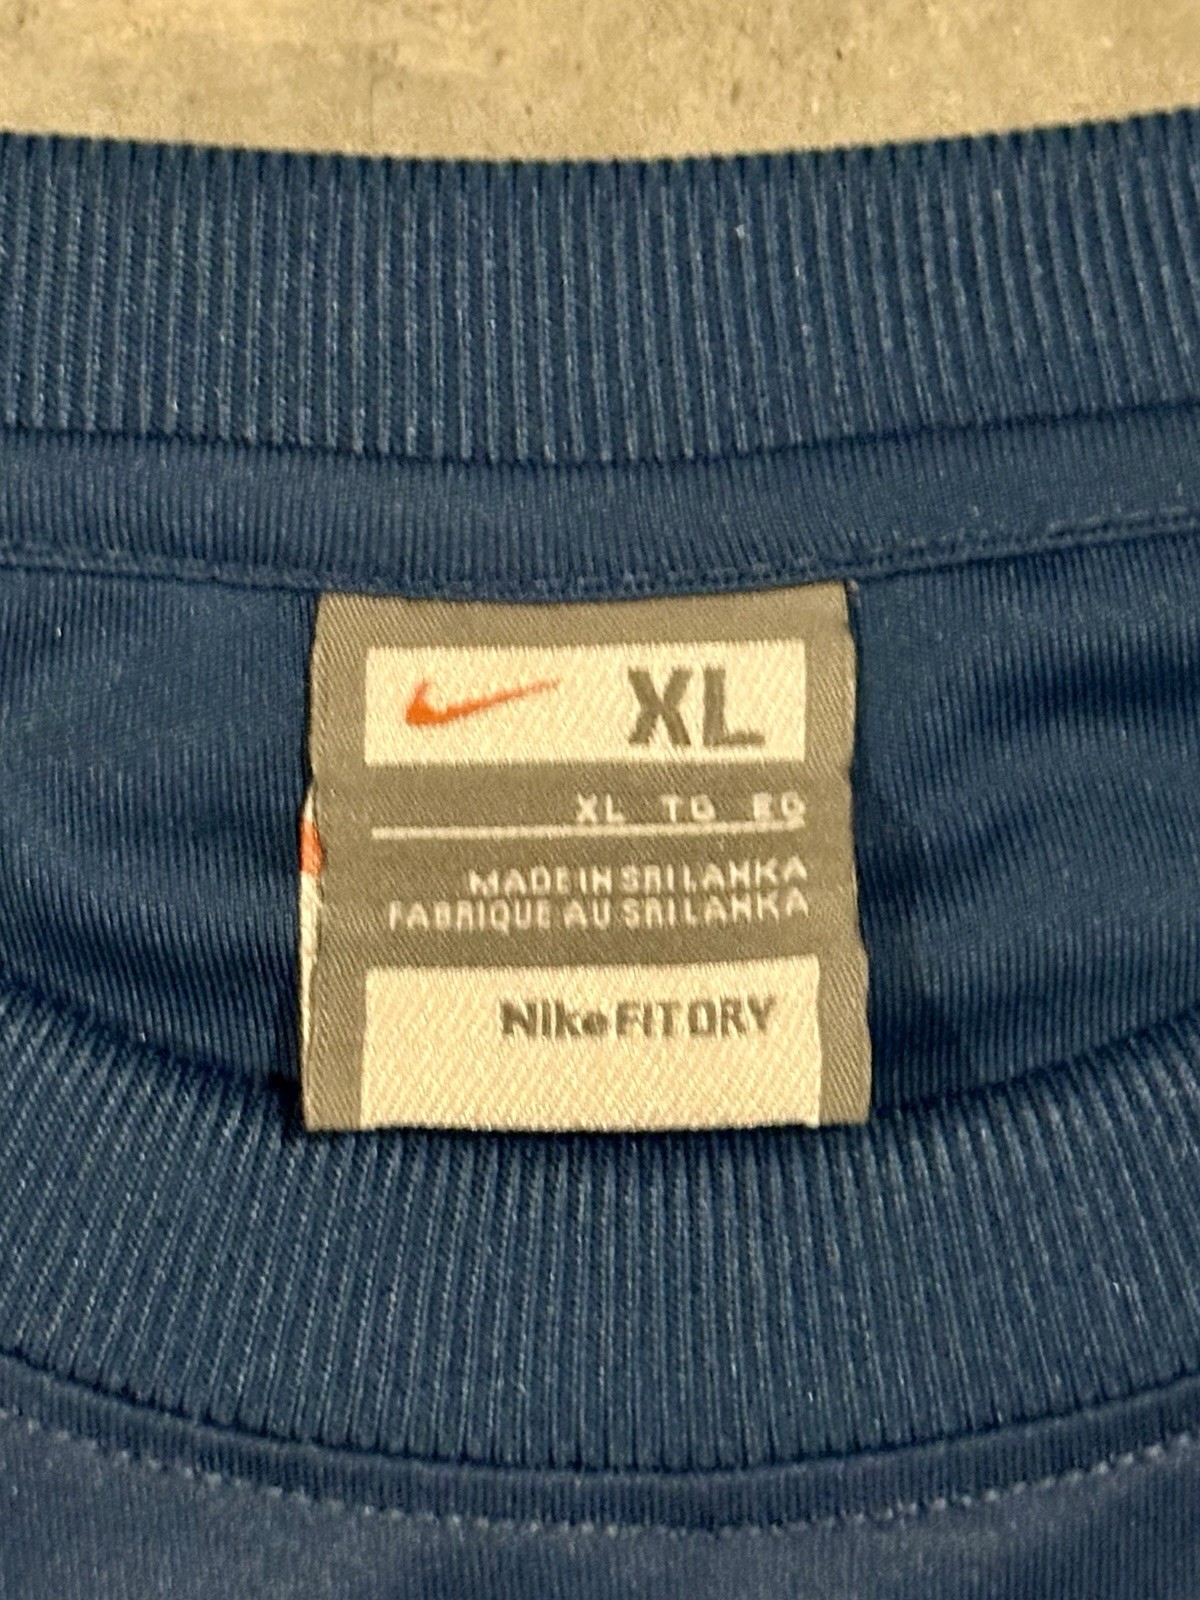 XL
XL TG EG
MADE IN SRI LANKA
FABRIQUE AU SRI LANKA
Nike FIT DRY